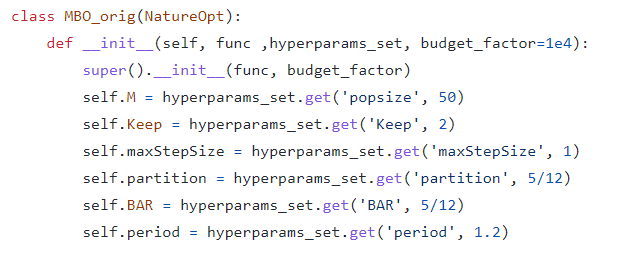 class MBO_orig(NatureOpt):
    def __init__(self, func ,hyperparams_set, budget_factor=1e4):
        super().__init__(func, budget_factor)
        self.M = hyperparams_set.get('popsize', 50)
        self.Keep = hyperparams_set.get('Keep', 2)
        self.maxStepSize = hyperparams_set.get('maxStepSize', 1)
        self.partition = hyperparams_set.get('partition', 5/12)
        self.BAR = hyperparams_set.get('BAR', 5/12)
        self.period = hyperparams_set.get('period', 1.2)